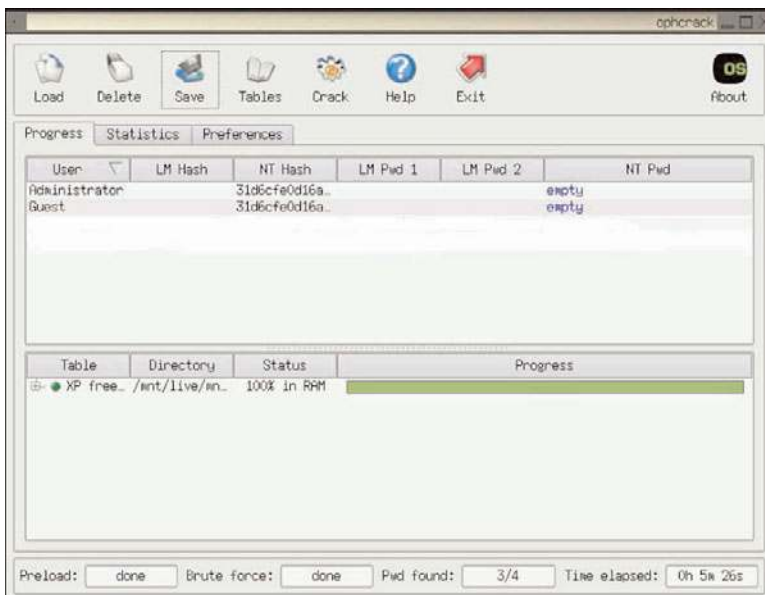 ophcrack
Load Delete Save Tables Crack Help Exit OS About
Progress Statistics Preferences
User LM Hash NT Hash LM Pwd 1 LM Pwd 2 NT Pwd
Administrator 31d6cfe0d16a… empty
Guest 31d6cfe0d16a… empty
Table Directory Status Progress
XP free… /mnt/live/mn… 100% in RAM
Preload: done Brute force: done Pwd found: 3/4 Time elapsed: 0h 5m 26s